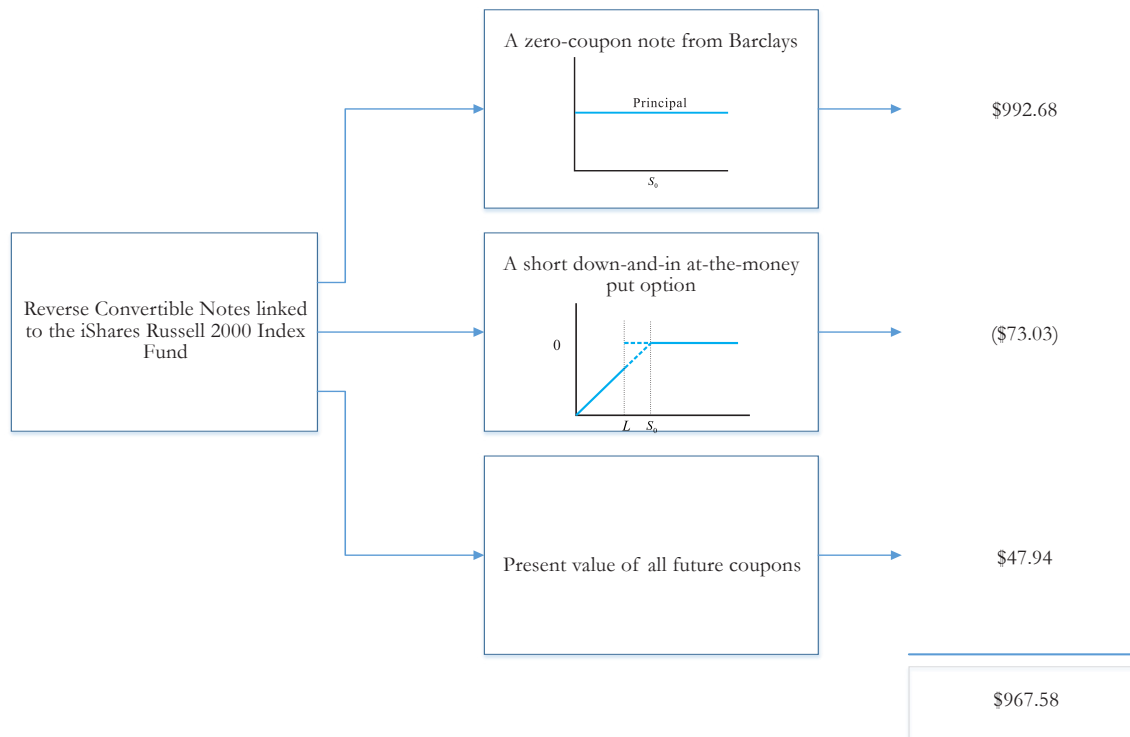 A zero-coupon note from Barclays
Principal
S₀
$992.68
Reverse Convertible Notes linked
to the iShares Russell 2000 Index
Fund
A short down-and-in at-the-money
put option
0
L S₀
($73.03)
Present value of all future coupons
$47.94
$967.58